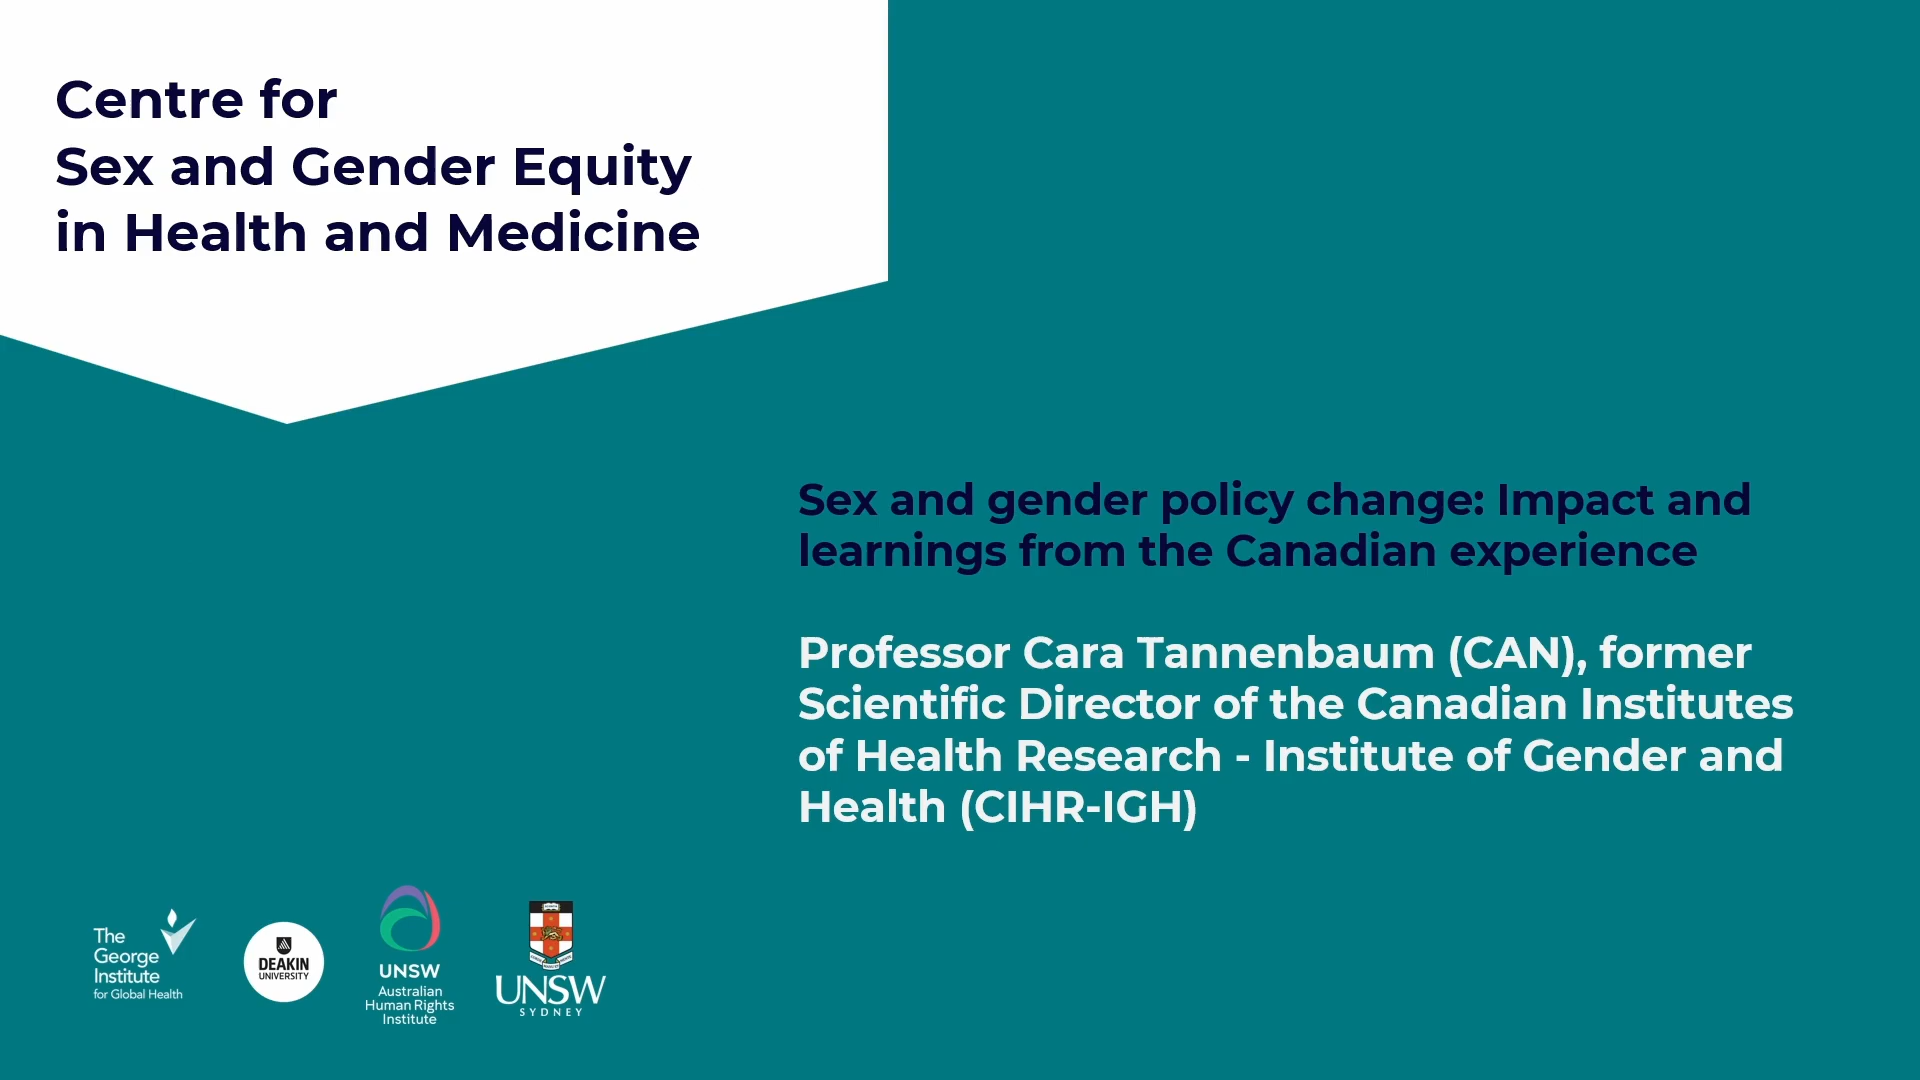 Centre for
Sex and Gender Equity
in Health and Medicine
Sex and gender policy change: Impact and
learnings from the Canadian experience
Professor Cara Tannenbaum (CAN), former
Scientific Director of the Canadian Institutes
of Health Research - Institute of Gender and
Health (CIHR-IGH)
The
George
Institute
for Global Health
DEAKIN
UNIVERSITY
UNSW
Australian
Human Rights
Institute
UNSW
SYDNEY